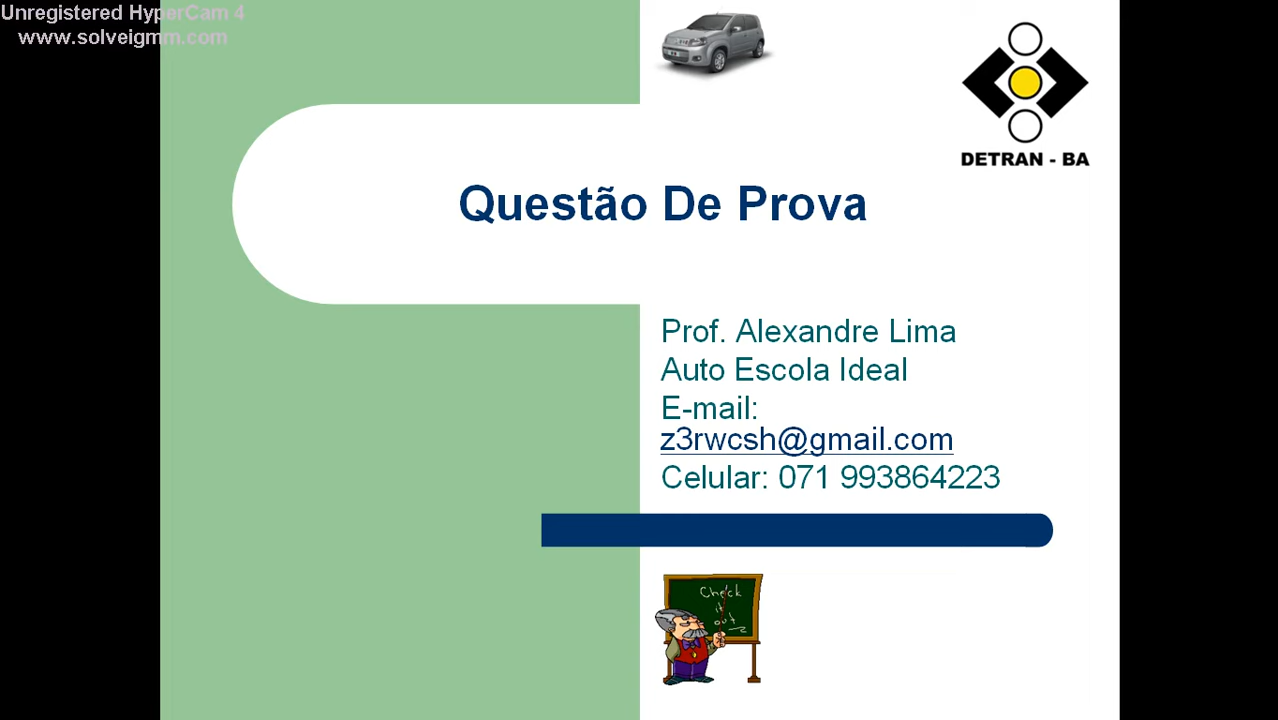 Unregistered HyperCam 4
www.solveigmm.com
DETRAN - BA
Questão De Prova
Prof. Alexandre Lima
Auto Escola Ideal
E-mail:
z3rwcsh@gmail.com
Celular: 071 993864223
Check
it
out